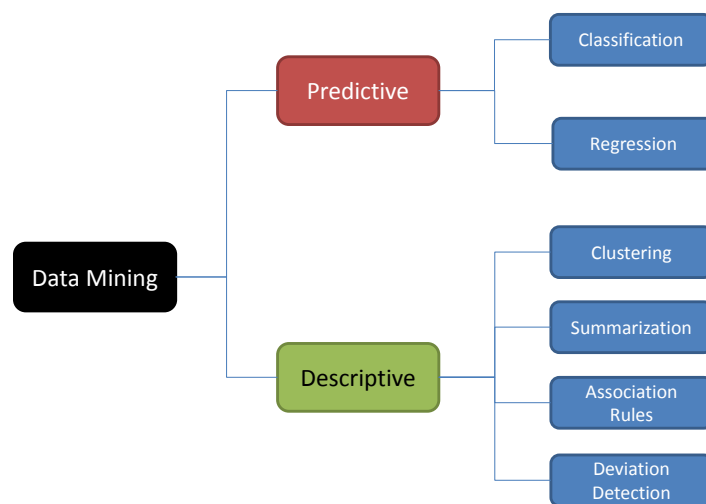 Classification
Predictive
Regression
Data Mining
Clustering
Summarization
Descriptive
Association
Rules
Deviation
Detection